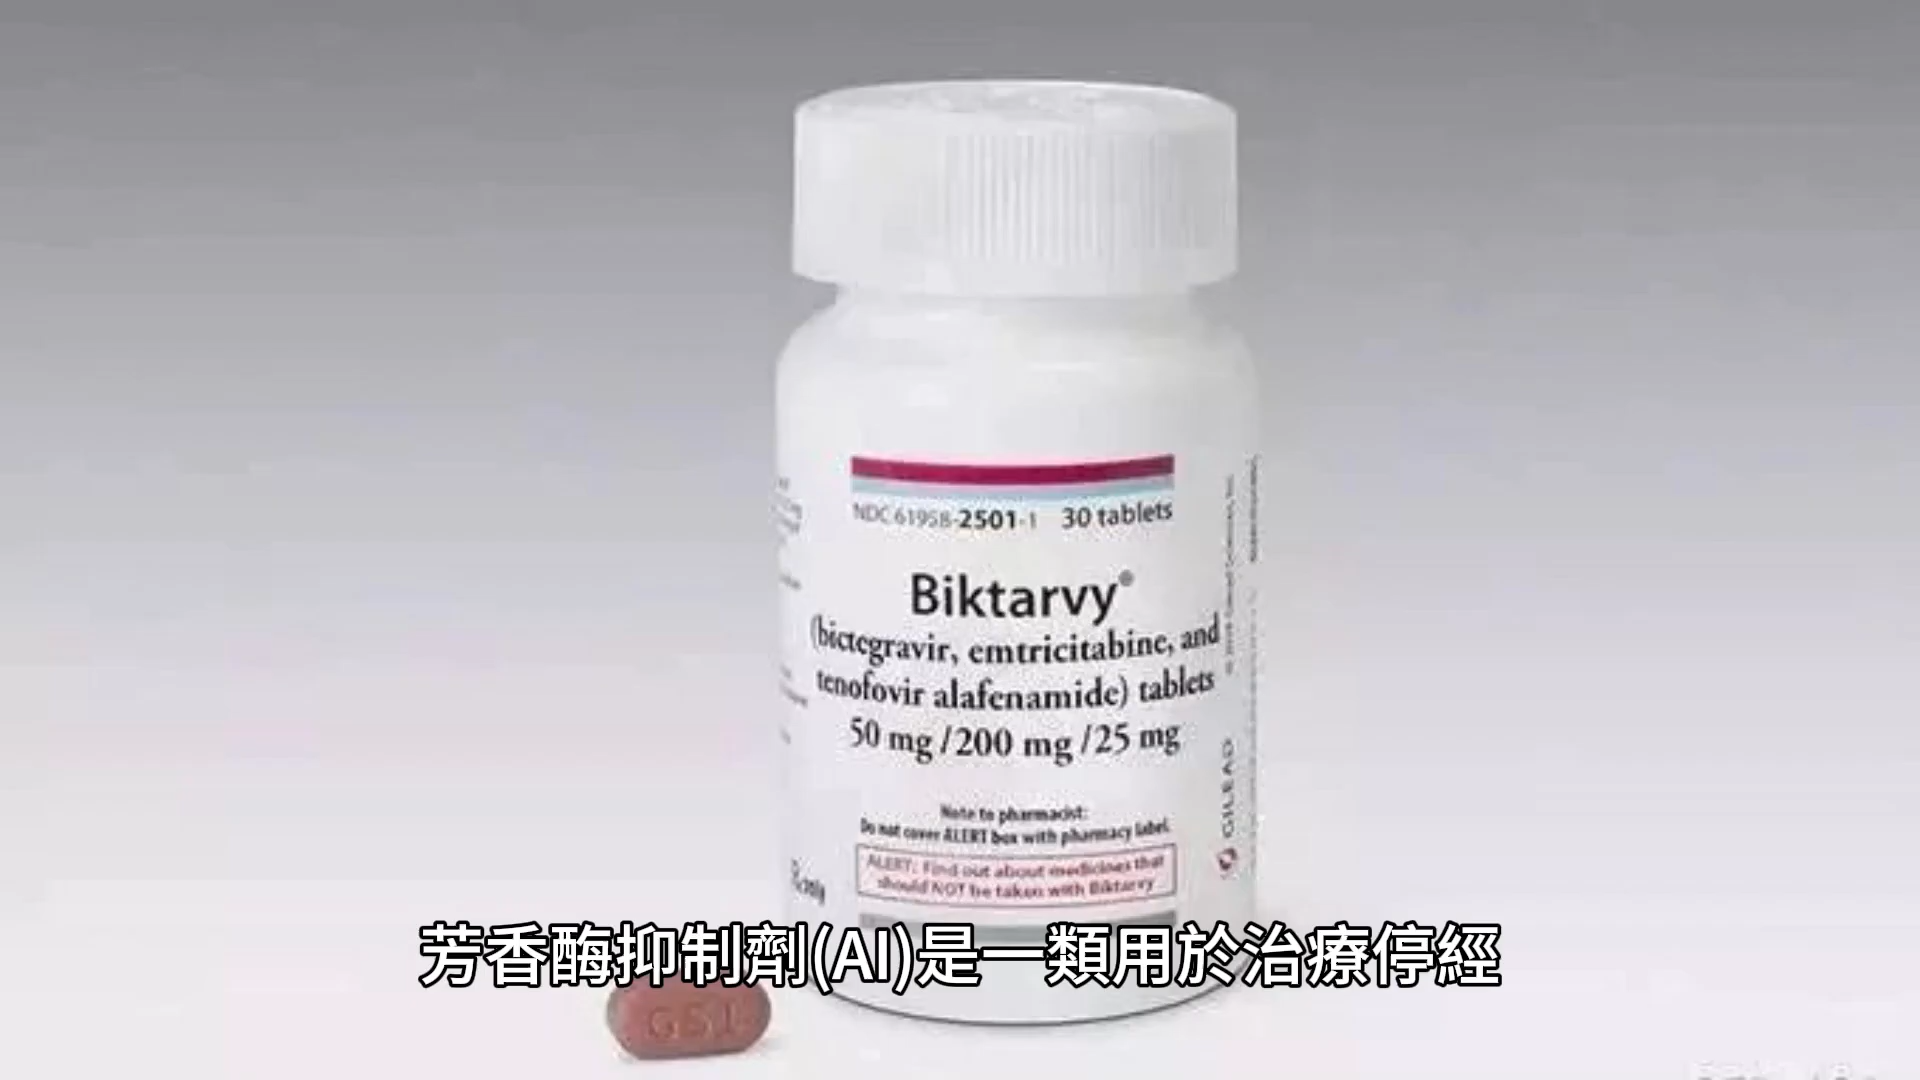 NDC 61958-2501-1 30 tablets
Biktarvy®
(bictegravir, emtricitabine, and
tenofovir alafenamide) tablets
50 mg/200 mg/25 mg
Note to pharmacist:
Do not cover ALERT box with pharmacy label.
ALERT: Find out about medicines that
should NOT be taken with Biktarvy
GILEAD
芳香酶抑制劑(AI)是一類用於治療停經
GSI